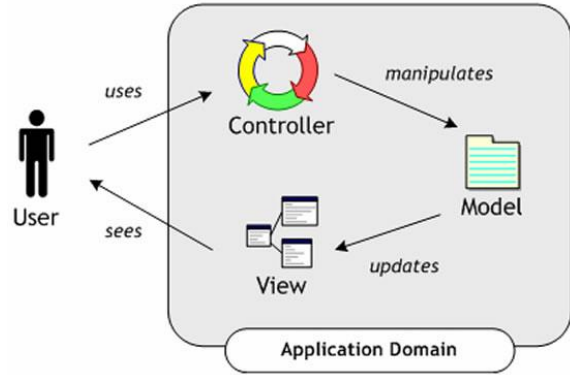 uses
manipulates
Controller
User
Model
sees
updates
View
Application Domain